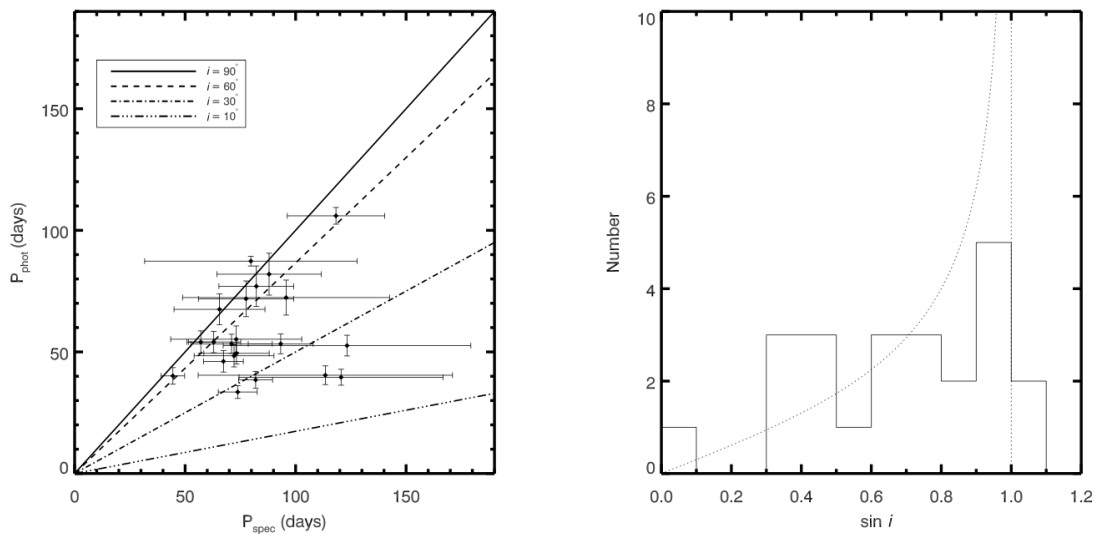 i = 90°
i = 60°
i = 30°
i = 10°
150
100
50
0
P_phot (days)
0 50 100 150
P_spec (days)
10
8
6
4
2
0
Number
0.0 0.2 0.4 0.6 0.8 1.0 1.2
sin i